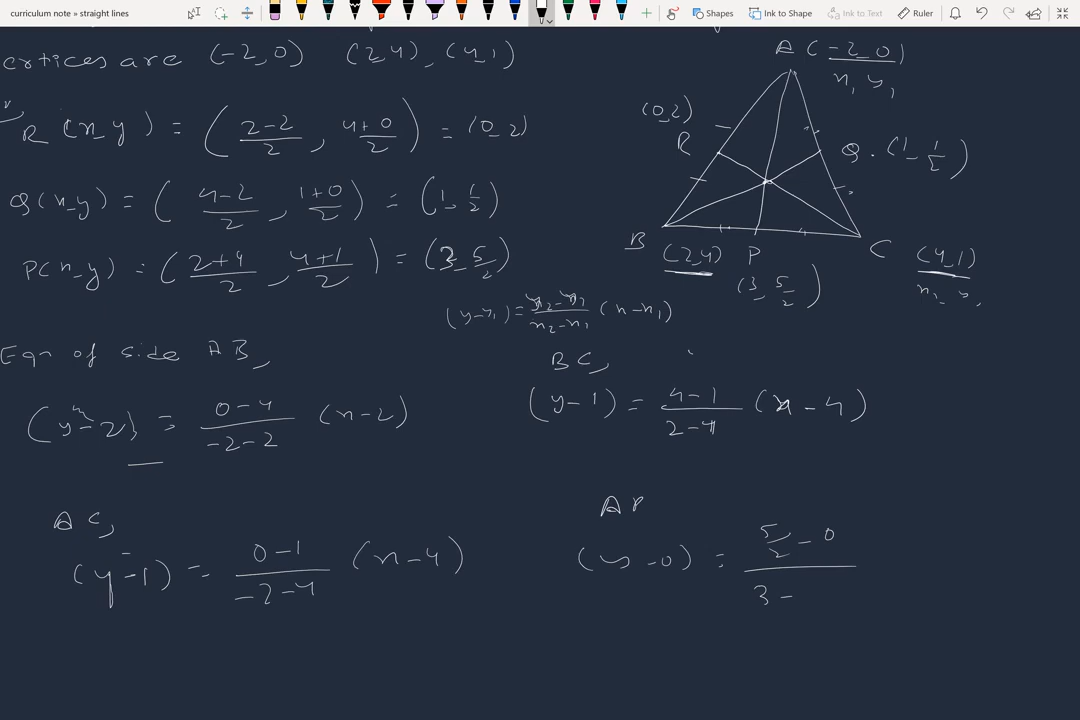 curriculum note » straight lines
Shapes Ink to Shape Ink to Text Ruler
ertices are (-2,0) (2,4), (4,1)
R (x, y) = (2-2/2, 4+0/2) = (0,2)
Q(x,y) = (4-2/2, 1+0/2) = (1, 1/2)
P(x,y) = (2+4/2, 4+1/2) = (3, 5/2)
A (-2,0)
x, y,
(0,2)
R
Q . (1, 1/2)
B (2,4) P C (4,1)
(3, 5/2)
(y-y1) = y2-y1/x2-x1 (x-x1)
Eqn of side AB,
(y-2) = 0-4/-2-2 (x-2)
BC,
(y-1) = 4-1/2-4 (x-4)
AC,
(y-1) = 0-1/-2-4 (x-4)
AP
(y-0) = 5/2-0/3-